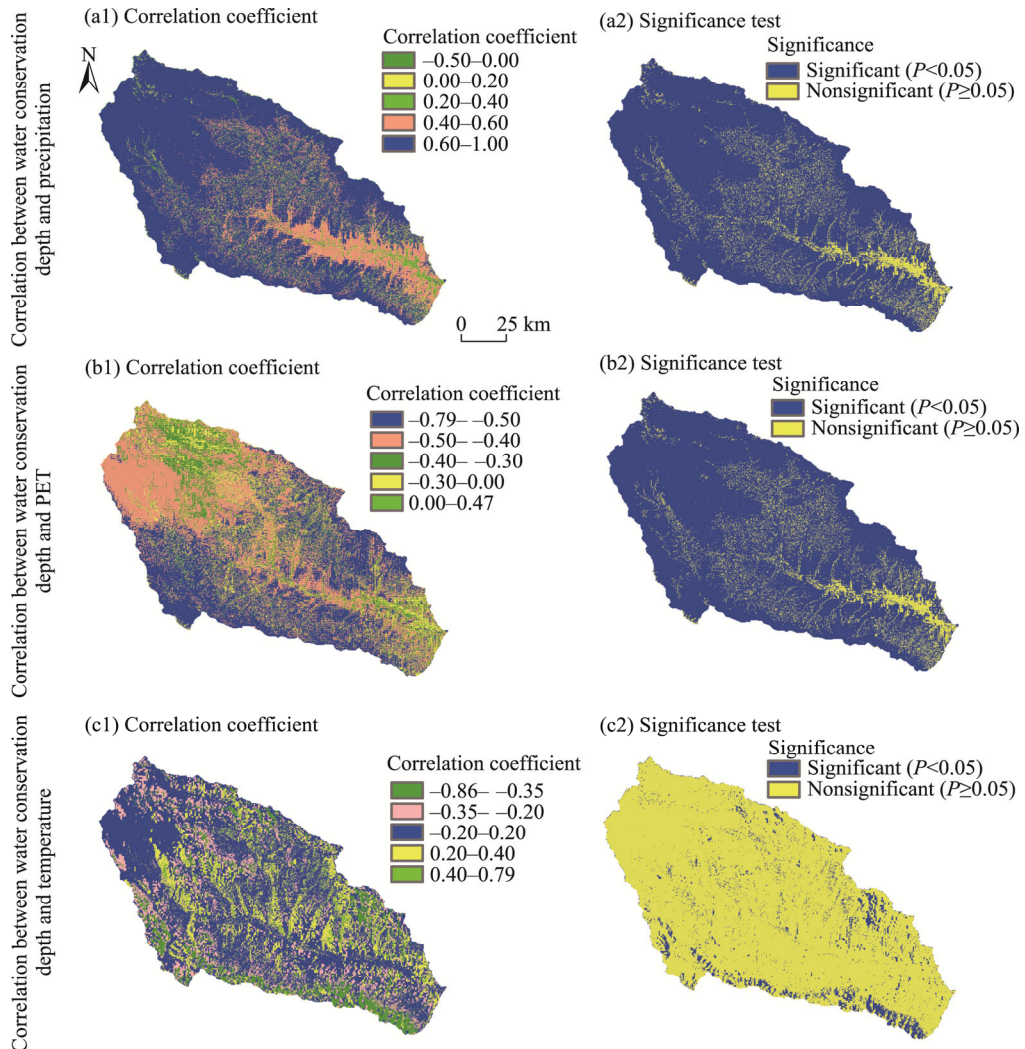 (a1) Correlation coefficient
N
Correlation coefficient
–0.50–0.00
0.00–0.20
0.20–0.40
0.40–0.60
0.60–1.00
0 25 km
(a2) Significance test
Significance
Significant (P<0.05)
Nonsignificant (P≥0.05)
Correlation between water conservation
depth and precipitation
(b1) Correlation coefficient
Correlation coefficient
–0.79– –0.50
–0.50– –0.40
–0.40– –0.30
–0.30–0.00
0.00–0.47
(b2) Significance test
Significance
Significant (P<0.05)
Nonsignificant (P≥0.05)
Correlation between water conservation
depth and PET
(c1) Correlation coefficient
Correlation coefficient
–0.86– –0.35
–0.35– –0.20
–0.20–0.20
0.20–0.40
0.40–0.79
(c2) Significance test
Significance
Significant (P<0.05)
Nonsignificant (P≥0.05)
Correlation between water conservation
depth and temperature